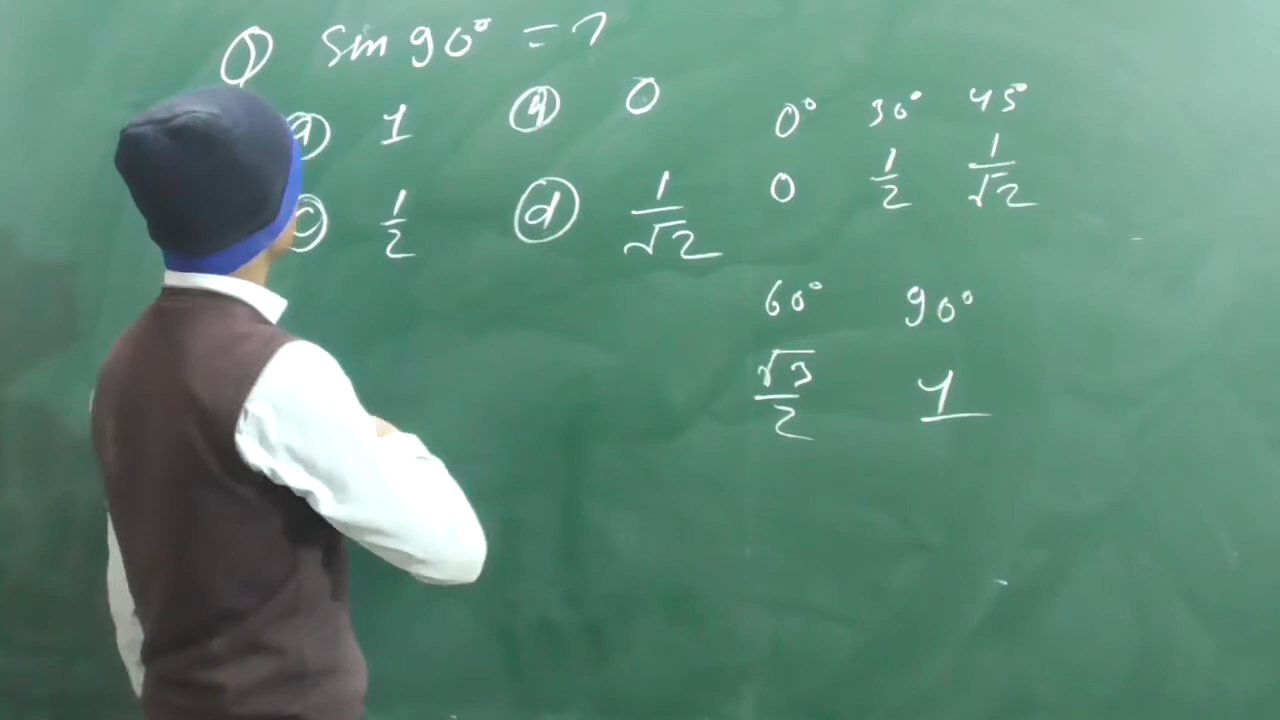 Q sin 90° = ?
a 1 b 0
c 1/2 d 1/√2
0° 30° 45°
0 1/2 1/√2
60° 90°
√3/2 1